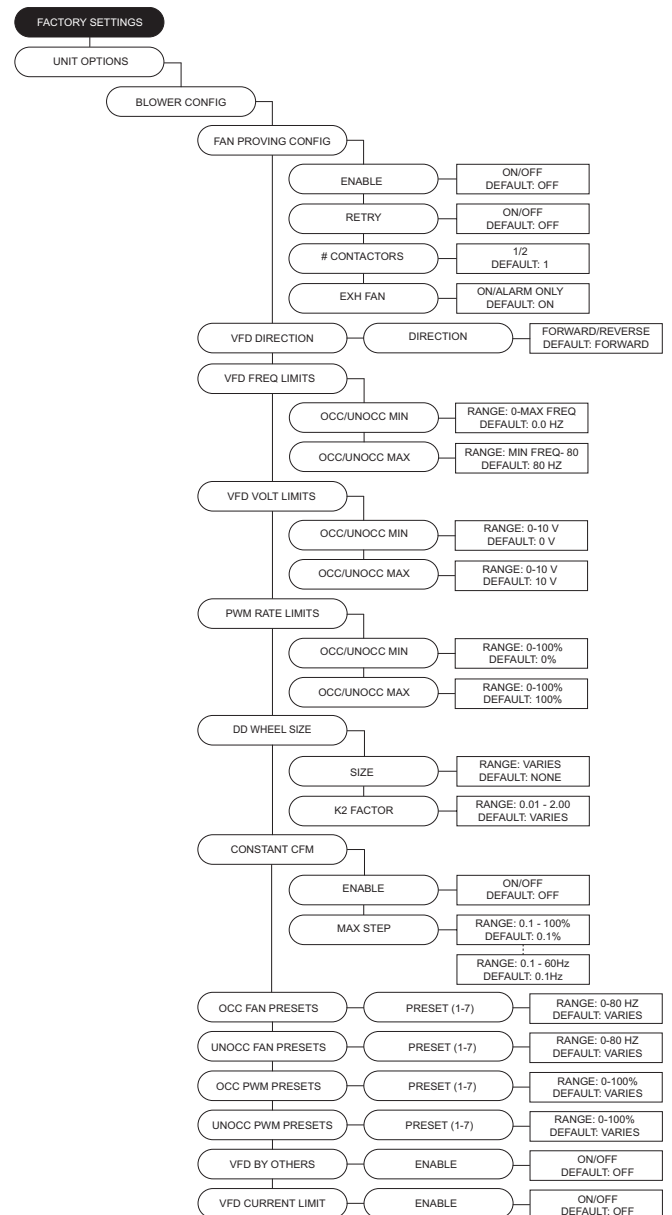 FACTORY SETTINGS
UNIT OPTIONS
BLOWER CONFIG
FAN PROVING CONFIG
ENABLE
ON/OFF
DEFAULT: OFF
RETRY
ON/OFF
DEFAULT: OFF
# CONTACTORS
1/2
DEFAULT: 1
EXH FAN
ON/ALARM ONLY
DEFAULT: ON
VFD DIRECTION
DIRECTION
FORWARD/REVERSE
DEFAULT: FORWARD
VFD FREQ LIMITS
OCC/UNOCC MIN
RANGE: 0-MAX FREQ
DEFAULT: 0.0 HZ
OCC/UNOCC MAX
RANGE: MIN FREQ- 80
DEFAULT: 80 HZ
VFD VOLT LIMITS
OCC/UNOCC MIN
RANGE: 0-10 V
DEFAULT: 0 V
OCC/UNOCC MAX
RANGE: 0-10 V
DEFAULT: 10 V
PWM RATE LIMITS
OCC/UNOCC MIN
RANGE: 0-100%
DEFAULT: 0%
OCC/UNOCC MAX
RANGE: 0-100%
DEFAULT: 100%
DD WHEEL SIZE
SIZE
RANGE: VARIES
DEFAULT: NONE
K2 FACTOR
RANGE: 0.01 - 2.00
DEFAULT: VARIES
CONSTANT CFM
ENABLE
ON/OFF
DEFAULT: OFF
MAX STEP
RANGE: 0.1 - 100%
DEFAULT: 0.1%
RANGE: 0.1 - 60Hz
DEFAULT: 0.1Hz
OCC FAN PRESETS
PRESET (1-7)
RANGE: 0-80 HZ
DEFAULT: VARIES
UNOCC FAN PRESETS
PRESET (1-7)
RANGE: 0-80 HZ
DEFAULT: VARIES
OCC PWM PRESETS
PRESET (1-7)
RANGE: 0-100%
DEFAULT: VARIES
UNOCC PWM PRESETS
PRESET (1-7)
RANGE: 0-100%
DEFAULT: VARIES
VFD BY OTHERS
ENABLE
ON/OFF
DEFAULT: OFF
VFD CURRENT LIMIT
ENABLE
ON/OFF
DEFAULT: OFF